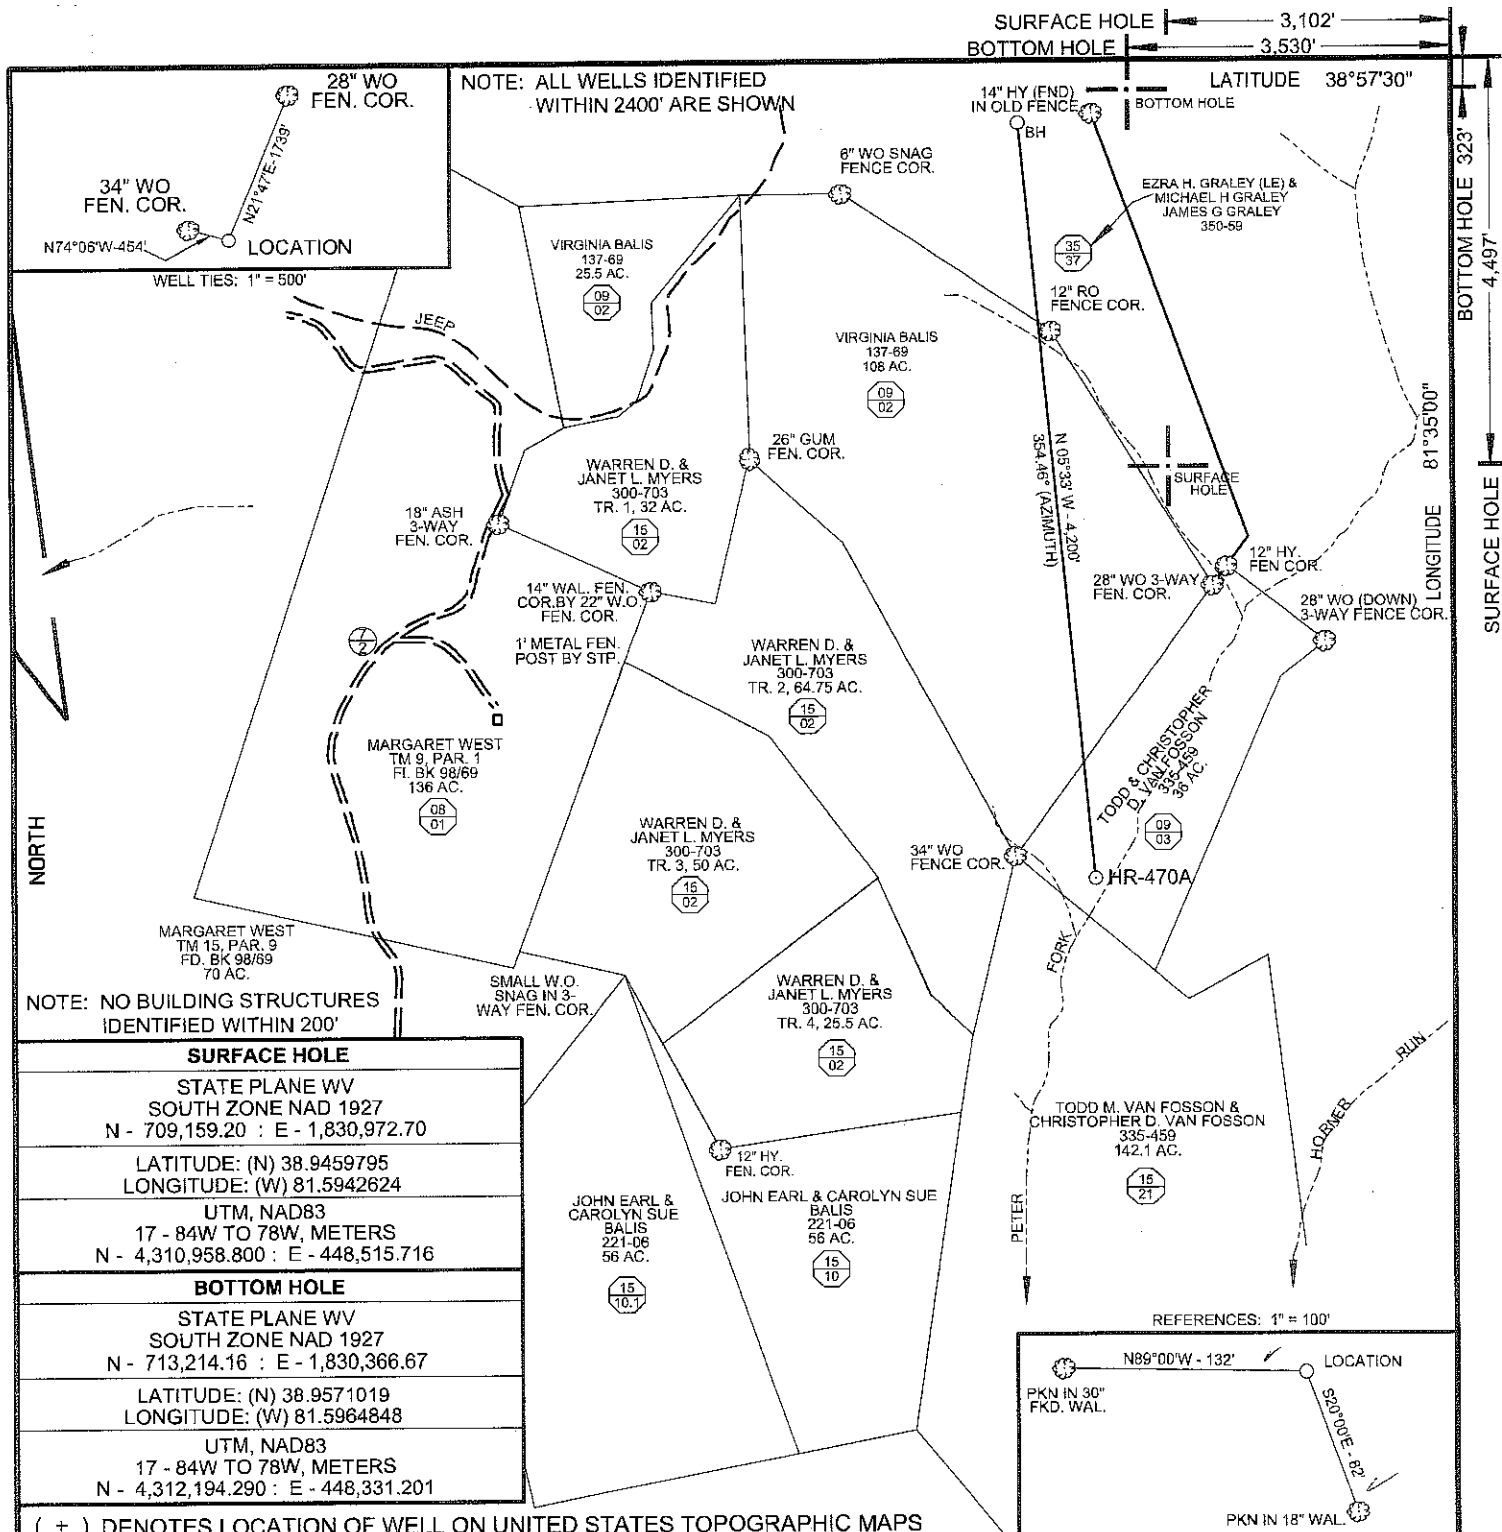 SURFACE HOLE 3,102'
BOTTOM HOLE 3,530'
28" WO
FEN. COR.
N21°47'E-1739'
34" WO
FEN. COR.
N74°06'W-454'
LOCATION
WELL TIES: 1" = 500'
NOTE: ALL WELLS IDENTIFIED
WITHIN 2400' ARE SHOWN
14" HY (FND)
IN OLD FENCE
BH
BOTTOM HOLE
LATITUDE 38°57'30"
BOTTOM HOLE 323'
4,497'
SURFACE HOLE
LONGITUDE 81°35'00"
6" WO SNAG
FENCE COR.
EZRA H. GRALEY (LE) &
MICHAEL H GRALEY
JAMES G GRALEY
350-59
35
37
VIRGINIA BALIS
137-69
25.5 AC.
09
02
JEEP
12" RO
FENCE COR.
VIRGINIA BALIS
137-69
108 AC.
09
02
N 05°33' W - 4,200'
354.46° (AZIMUTH)
26" GUM
FEN. COR.
WARREN D. &
JANET L. MYERS
300-703
TR. 1, 32 AC.
15
02
SURFACE
HOLE
18" ASH
3-WAY
FEN. COR.
12" HY.
FEN COR.
28" WO 3-WAY
FEN. COR.
28" WO (DOWN)
3-WAY FENCE COR.
14" WAL. FEN.
COR.BY 22" W.O.
FEN. COR.
1' METAL FEN.
POST BY STP.
7
2
WARREN D. &
JANET L. MYERS
300-703
TR. 2, 64.75 AC.
15
02
TODD & CHRISTOPHER
D. VAN FOSSON
335-459
36 AC.
09
03
MARGARET WEST
TM 9, PAR. 1
FI. BK 98/69
136 AC.
08
01
NORTH
WARREN D. &
JANET L. MYERS
300-703
TR. 3, 50 AC.
15
02
34" WO
FENCE COR.
HR-470A
MARGARET WEST
TM 15, PAR. 9
FD. BK 98/69
70 AC.
SMALL W.O.
SNAG IN 3-
WAY FEN. COR.
WARREN D. &
JANET L. MYERS
300-703
TR. 4, 25.5 AC.
15
02
FORK
PETER
RUN
HORNER
NOTE: NO BUILDING STRUCTURES
IDENTIFIED WITHIN 200'
TODD M. VAN FOSSON &
CHRISTOPHER D. VAN FOSSON
335-459
142.1 AC.
15
21
12" HY.
FEN. COR.
JOHN EARL &
CAROLYN SUE
BALIS
221-06
56 AC.
15
10.1
JOHN EARL & CAROLYN SUE
BALIS
221-06
56 AC.
15
10
SURFACE HOLE
STATE PLANE WV
SOUTH ZONE NAD 1927
N - 709,159.20 : E - 1,830,972.70
LATITUDE: (N) 38.9459795
LONGITUDE: (W) 81.5942624
UTM, NAD83
17 - 84W TO 78W, METERS
N - 4,310,958.800 : E - 448,515.716
BOTTOM HOLE
STATE PLANE WV
SOUTH ZONE NAD 1927
N - 713,214.16 : E - 1,830,366.67
LATITUDE: (N) 38.9571019
LONGITUDE: (W) 81.5964848
UTM, NAD83
17 - 84W TO 78W, METERS
N - 4,312,194.290 : E - 448,331.201
REFERENCES: 1" = 100'
N89°00'W - 132'
LOCATION
PKN IN 30"
FKD. WAL.
S20°00'E - 82'
PKN IN 18" WAL.
( + ) DENOTES LOCATION OF WELL ON UNITED STATES TOPOGRAPHIC MAPS